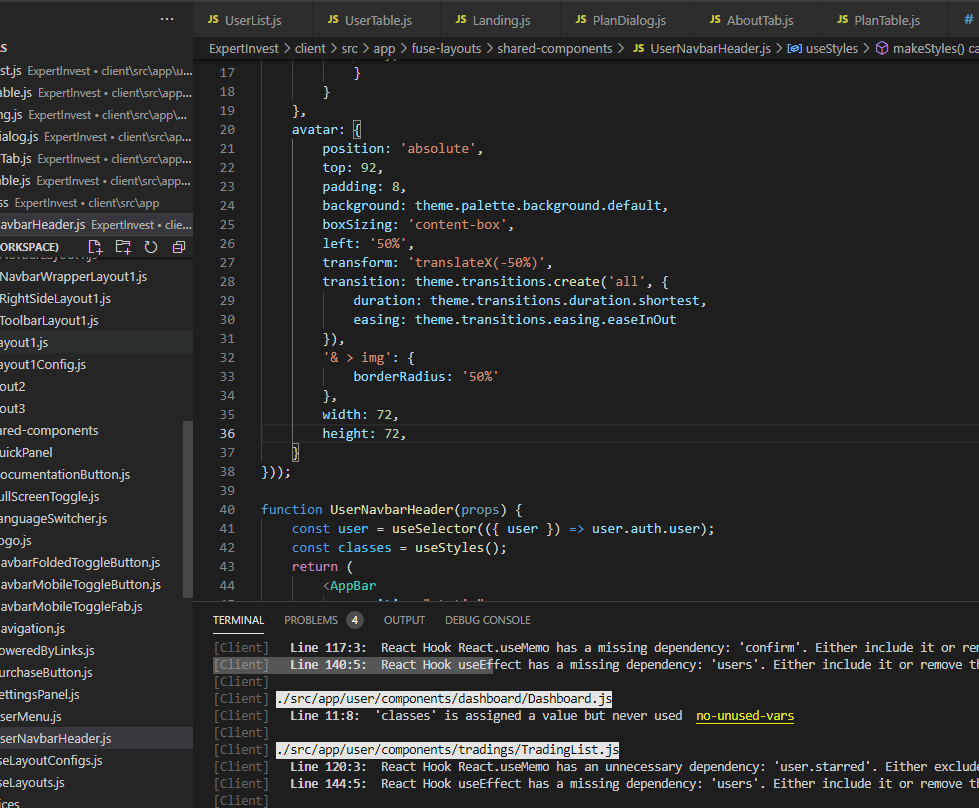 ...
JS UserList.js JS UserTable.js JS Landing.js JS PlanDialog.js JS AboutTab.js JS PlanTable.js #
ExpertInvest > client > src > app > fuse-layouts > shared-components > JS UserNavbarHeader.js > useStyles > makeStyles() ca
st.js ExpertInvest • client\src\app\u...
able.js ExpertInvest • client\src\app...
ng.js ExpertInvest • client\src\app\...
ialog.js ExpertInvest • client\src\ap...
Tab.js ExpertInvest • client\src\app...
ble.js ExpertInvest • client\src\app...
ss ExpertInvest • client\src\app
avbarHeader.js ExpertInvest • clie...
ORKSPACE)
NavbarWrapperLayout1.js
RightSideLayout1.js
ToolbarLayout1.js
ayout1.js
ayout1Config.js
out2
out3
ared-components
uickPanel
ocumentationButton.js
ullScreenToggle.js
anguageSwitcher.js
ogo.js
avbarFoldedToggleButton.js
avbarMobileToggleButton.js
avbarMobileToggleFab.js
avigation.js
oweredByLinks.js
urchaseButton.js
ettingsPanel.js
serMenu.js
serNavbarHeader.js
seLayoutConfigs.js
seLayouts.js
ices
17 }
18 }
19 },
20 avatar: {
21 position: 'absolute',
22 top: 92,
23 padding: 8,
24 background: theme.palette.background.default,
25 boxSizing: 'content-box',
26 left: '50%',
27 transform: 'translateX(-50%)',
28 transition: theme.transitions.create('all', {
29 duration: theme.transitions.duration.shortest,
30 easing: theme.transitions.easing.easeInOut
31 }),
32 '& > img': {
33 borderRadius: '50%'
34 },
35 width: 72,
36 height: 72,
37 }
38 }));
39
40 function UserNavbarHeader(props) {
41 const user = useSelector(({ user }) => user.auth.user);
42 const classes = useStyles();
43 return (
44 <AppBar
TERMINAL PROBLEMS 4 OUTPUT DEBUG CONSOLE
[Client] Line 117:3: React Hook React.useMemo has a missing dependency: 'confirm'. Either include it or rem
[Client] Line 140:5: React Hook useEffect has a missing dependency: 'users'. Either include it or remove th
[Client]
[Client] ./src/app/user/components/dashboard/Dashboard.js
[Client] Line 11:8: 'classes' is assigned a value but never used no-unused-vars
[Client]
[Client] ./src/app/user/components/tradings/TradingList.js
[Client] Line 120:3: React Hook React.useMemo has an unnecessary dependency: 'user.starred'. Either exclude
[Client] Line 144:5: React Hook useEffect has a missing dependency: 'users'. Either include it or remove th
[Client]